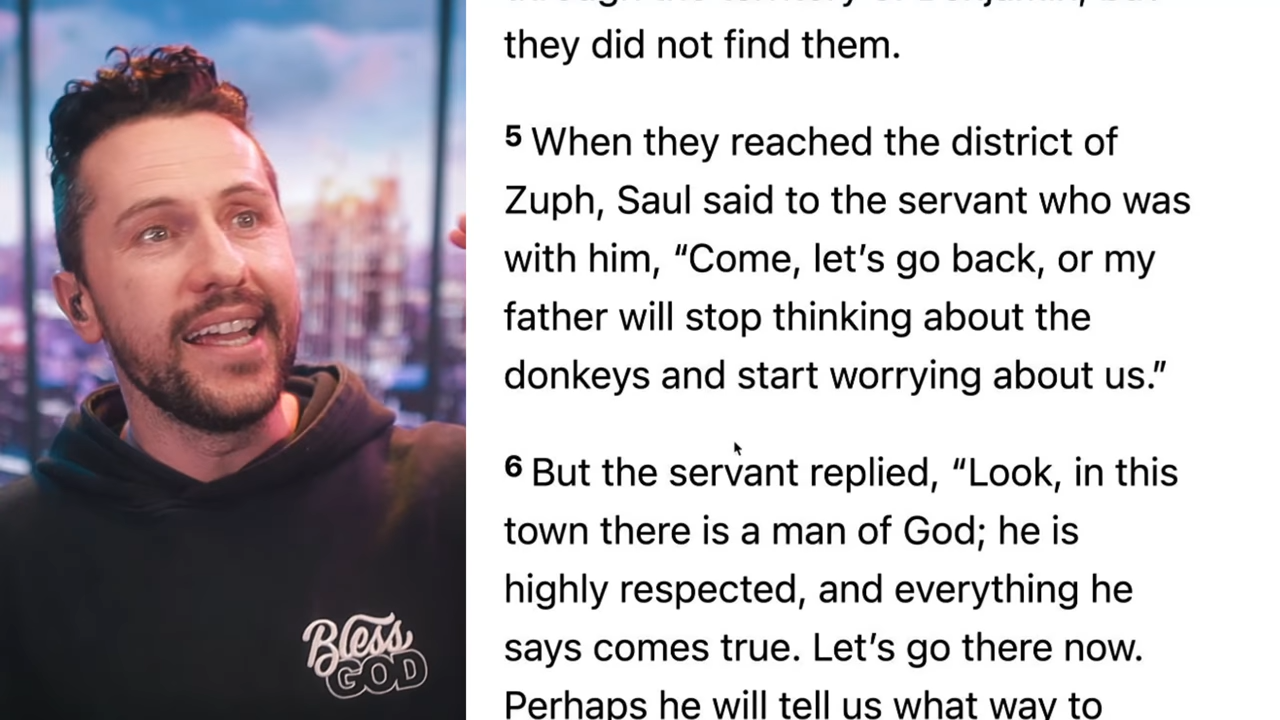 Bless
GOD
they did not find them.
5 When they reached the district of
Zuph, Saul said to the servant who was
with him, “Come, let’s go back, or my
father will stop thinking about the
donkeys and start worrying about us.”
6 But the servant replied, “Look, in this
town there is a man of God; he is
highly respected, and everything he
says comes true. Let’s go there now.
Perhaps he will tell us what way to